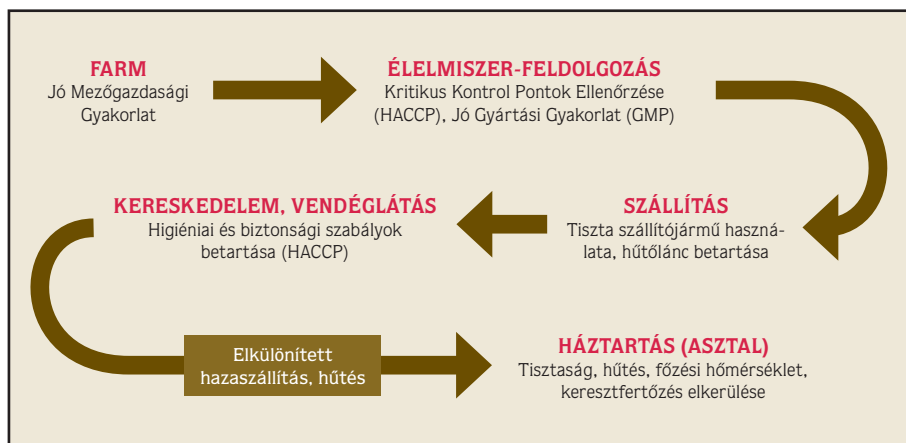 FARM
Jó Mezőgazdasági
Gyakorlat
ÉLELMISZER-FELDOLGOZÁS
Kritikus Kontrol Pontok Ellenőrzése
(HACCP), Jó Gyártási Gyakorlat (GMP)
SZÁLLÍTÁS
Tiszta szállítójármű haszná-
lata, hűtőlánc betartása
KERESKEDELEM, VENDÉGLÁTÁS
Higiéniai és biztonsági szabályok
betartása (HACCP)
Elkülönített
hazaszállítás, hűtés
HÁZTARTÁS (ASZTAL)
Tisztaság, hűtés, főzési hőmérséklet,
keresztfertőzés elkerülése